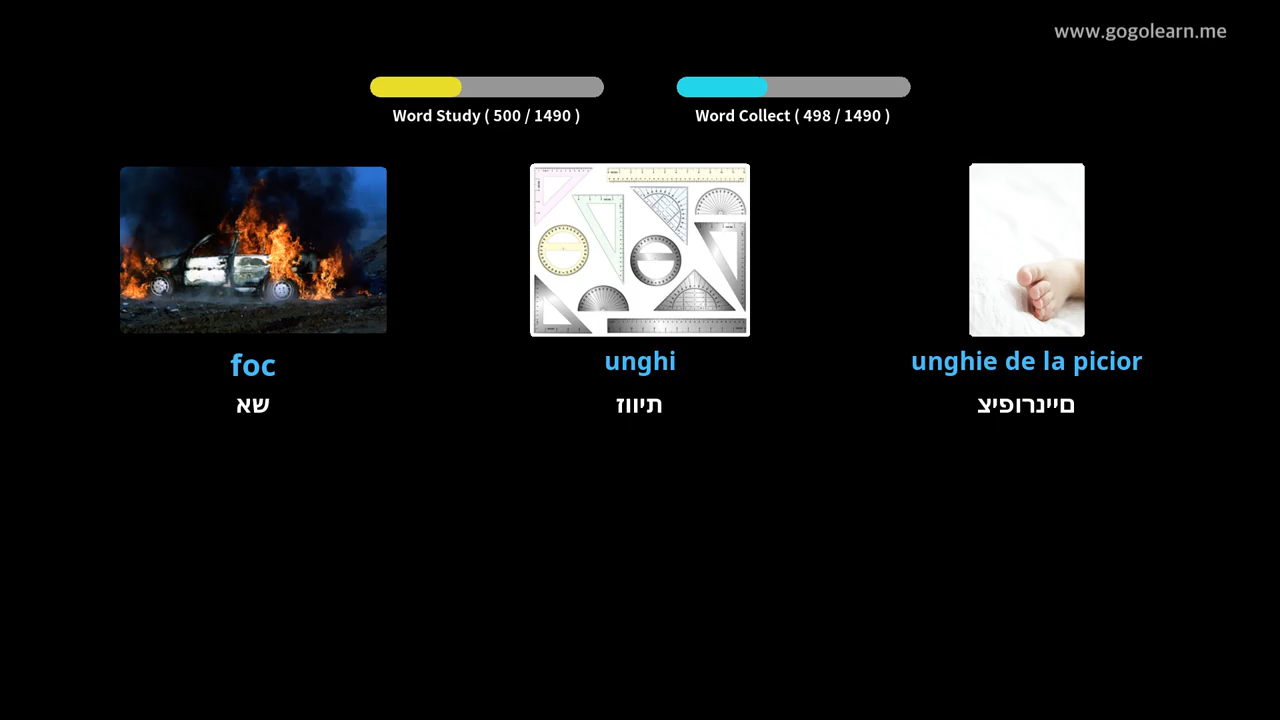 www.gogolearn.me
Word Study ( 500 / 1490 )
Word Collect ( 498 / 1490 )
foc
שא
unghi
תיווז
unghie de la picior
םיינרופיצ